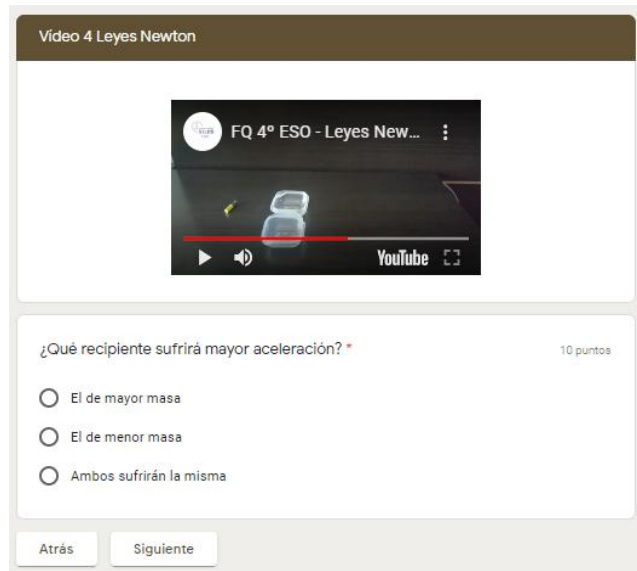 Vídeo 4 Leyes Newton
FQ 4º ESO - Leyes New...
YouTube
¿Qué recipiente sufrirá mayor aceleración? *
10 puntos
El de mayor masa
El de menor masa
Ambos sufrirán la misma
Atrás
Siguiente